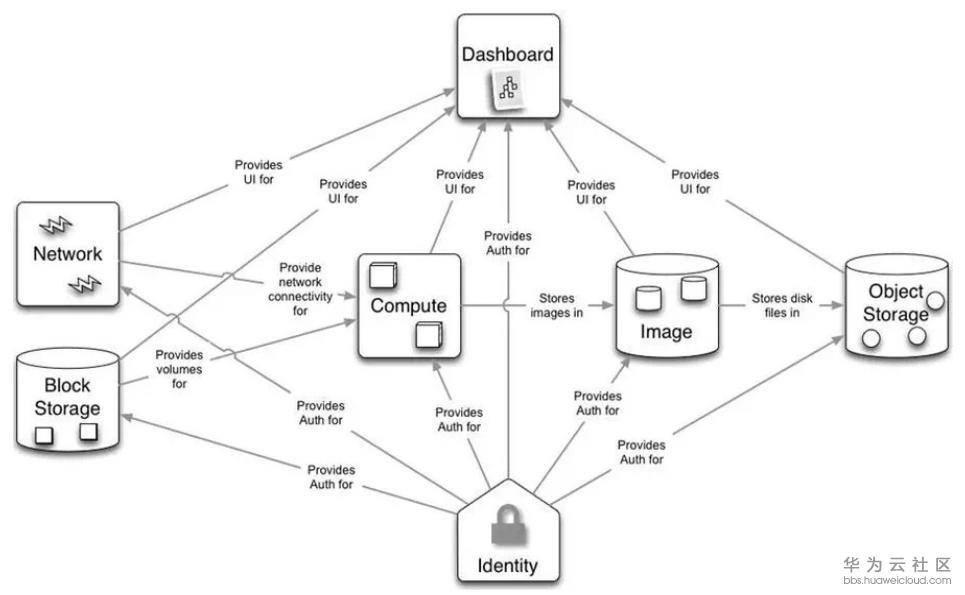 Dashboard
Provides
UI for
Provides
UI for
Provides
UI for
Provides
UI for
Provides
UI for
Network
Provides
Auth for
Provide
network
connectivity
for
Compute
Stores
images in
Image
Stores disk
files in
Object
Storage
Block
Storage
Provides
volumes
for
Provides
Auth for
Provides
Auth for
Provides
Auth for
Provides
Auth for
Provides
Auth for
Identity
华为云社区
bbs.huaweicloud.com